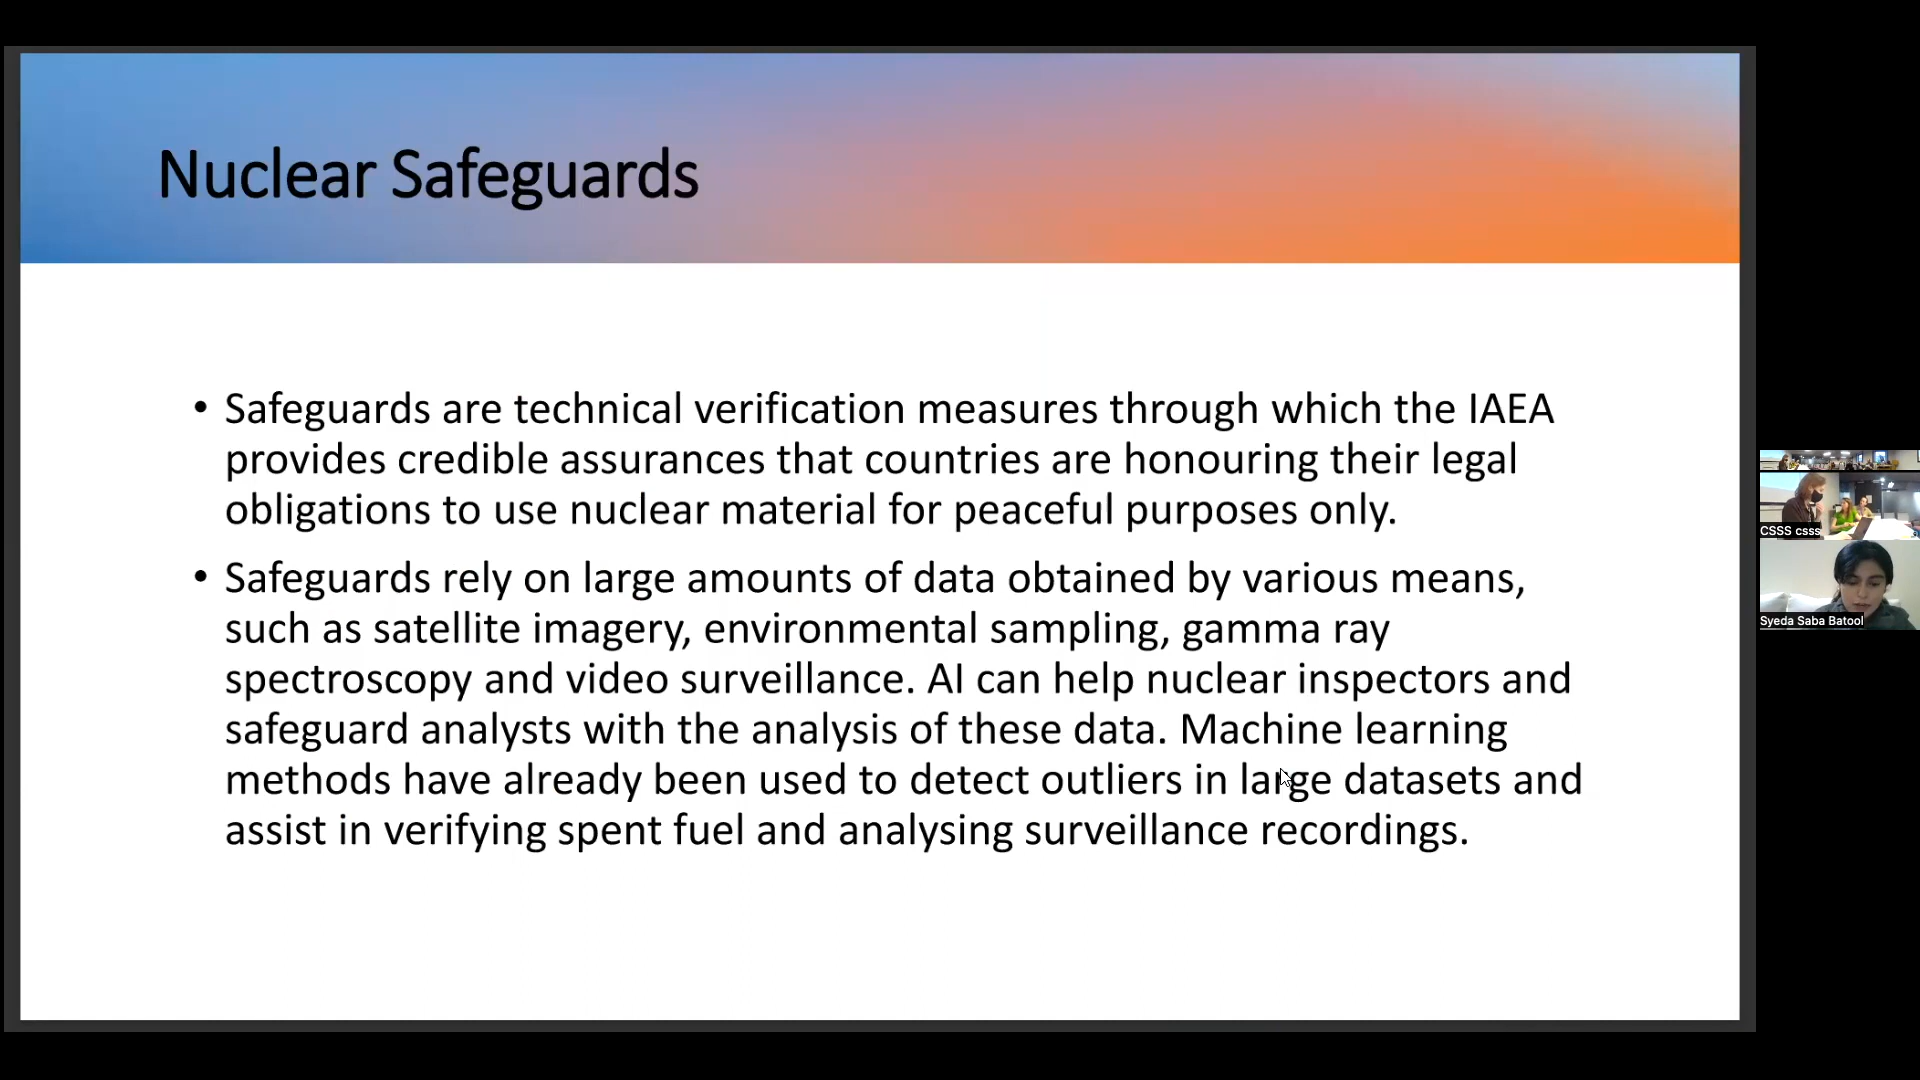 Nuclear Safeguards
• Safeguards are technical verification measures through which the IAEA
provides credible assurances that countries are honouring their legal
obligations to use nuclear material for peaceful purposes only.
• Safeguards rely on large amounts of data obtained by various means,
such as satellite imagery, environmental sampling, gamma ray
spectroscopy and video surveillance. AI can help nuclear inspectors and
safeguard analysts with the analysis of these data. Machine learning
methods have already been used to detect outliers in large datasets and
assist in verifying spent fuel and analysing surveillance recordings.
CSSS csss
Syeda Saba Batool